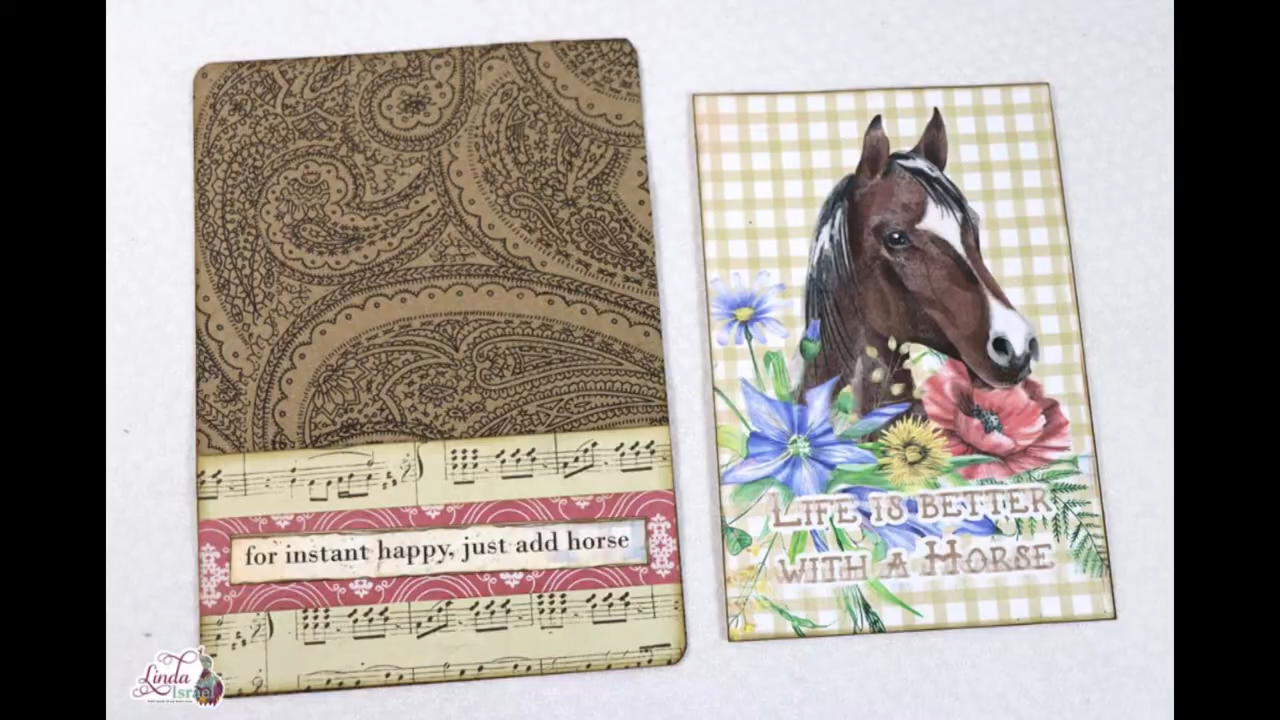 for instant happy, just add horse
LIFE IS BETTER
WITH A HORSE
Linda
Israel